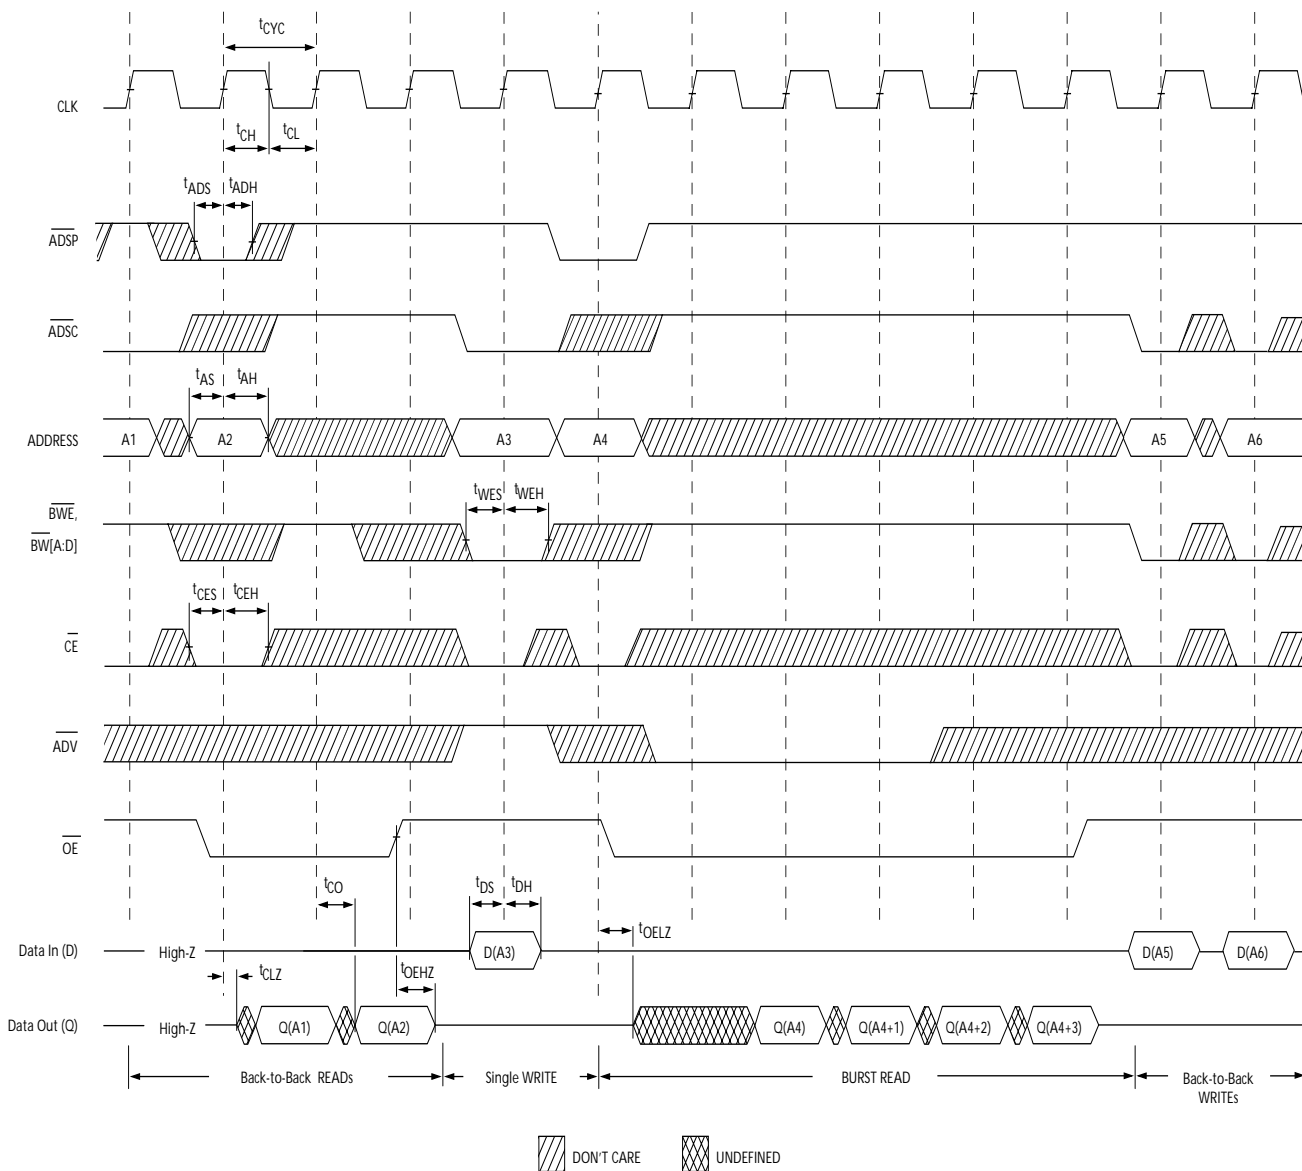 tCYC
CLK
tCH tCL
tADS tADH
ADSP
ADSC
tAS tAH
ADDRESS A1 A2 A3 A4 A5 A6
tWES tWEH
BWE,
BW[A:D]
tCES tCEH
CE
ADV
OE
tCO tDS tDH
tOELZ
Data In (D) High-Z D(A3) D(A5) D(A6)
tCLZ tOEHZ
Data Out (Q) High-Z Q(A1) Q(A2) Q(A4) Q(A4+1) Q(A4+2) Q(A4+3)
Back-to-Back READs Single WRITE BURST READ Back-to-Back
WRITEs
DON'T CARE UNDEFINED